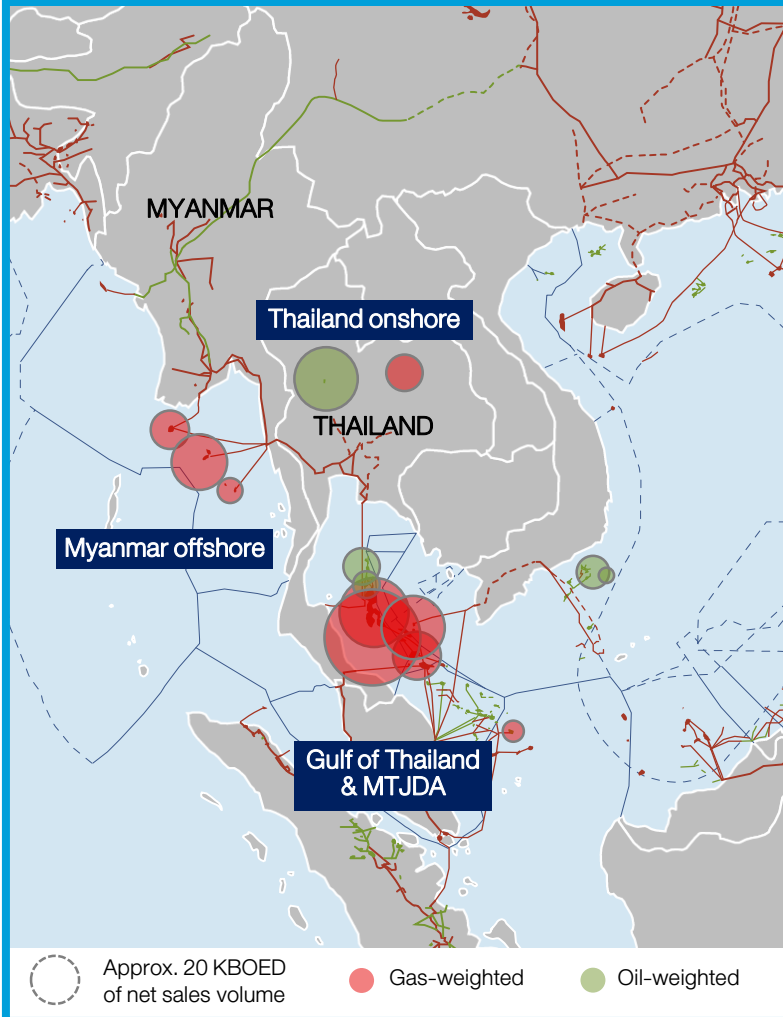 MYANMAR
Thailand onshore
THAILAND
Myanmar offshore
Gulf of Thailand
& MTJDA
Approx. 20 KBOED
of net sales volume
Gas-weighted
Oil-weighted